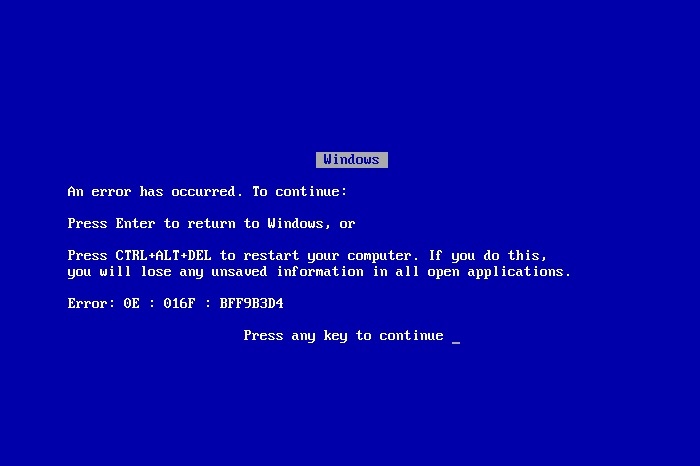 Windows
An error has occurred. To continue:
Press Enter to return to Windows, or
Press CTRL+ALT+DEL to restart your computer. If you do this,
you will lose any unsaved information in all open applications.
Error: 0E : 016F : BFF9B3D4
Press any key to continue _